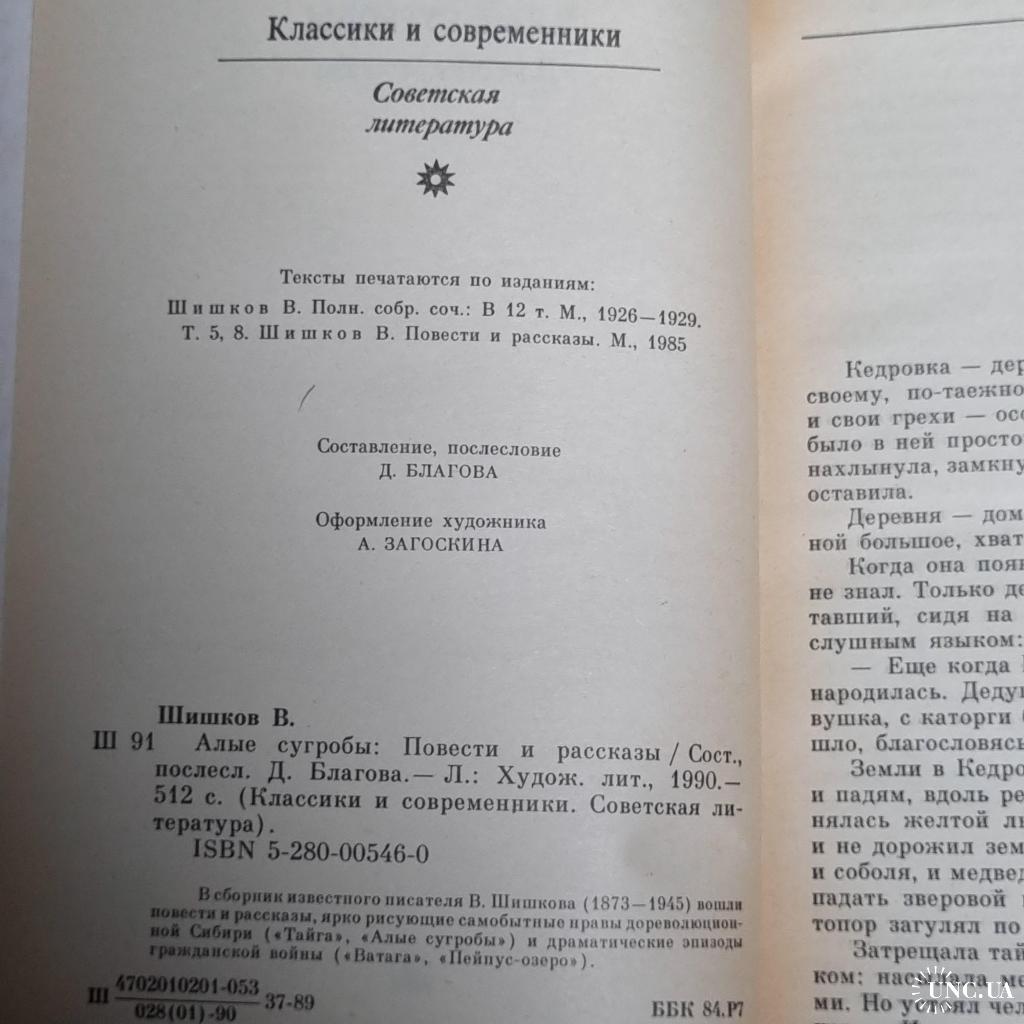 Классики и современники
Советская
литература
Тексты печатаются по изданиям:
Шишков В. Полн. собр. соч.: В 12 т. М., 1926—1929.
Т. 5, 8. Шишков В. Повести и рассказы. М., 1985
Составление, послесловие
Д. БЛАГОВА
Оформление художника
А. ЗАГОСКИНА
Шишков В.
Ш 91 Алые сугробы: Повести и рассказы / Сост.,
послесл. Д. Благова.— Л.: Худож. лит., 1990.—
512 с. (Классики и современники. Советская ли-
тература).
ISBN 5-280-00546-0
В сборник известного писателя В. Шишкова (1873—1945) вошли
повести и рассказы, ярко рисующие самобытные нравы дореволюцион-
ной Сибири («Тайга», «Алые сугробы») и драматические эпизоды
гражданской войны («Ватага», «Пейпус-озеро»).
Ш 4702010201-053 37-89
028(01)-90
ББК 84.Р7
Кедровка — дер
своему, по-таежно
и свои грехи — осо
было в ней просто
нахлынула, замкну
оставила.
Деревня — дом
ной большое, хват
Когда она появ
не знал. Только де
тавший, сидя на
слушным языком:
— Еще когда
народилась. Деду
вушка, с каторги
шло, благословясь
Земли в Кедро
и падям, вдоль ре
нялась желтой
и не дорожил зем
и соболя, и медвед
падать зверовой
топор загулял по
Затрещала тай
ком: насылала ме
ми. Но устоял чел
UNC.UA